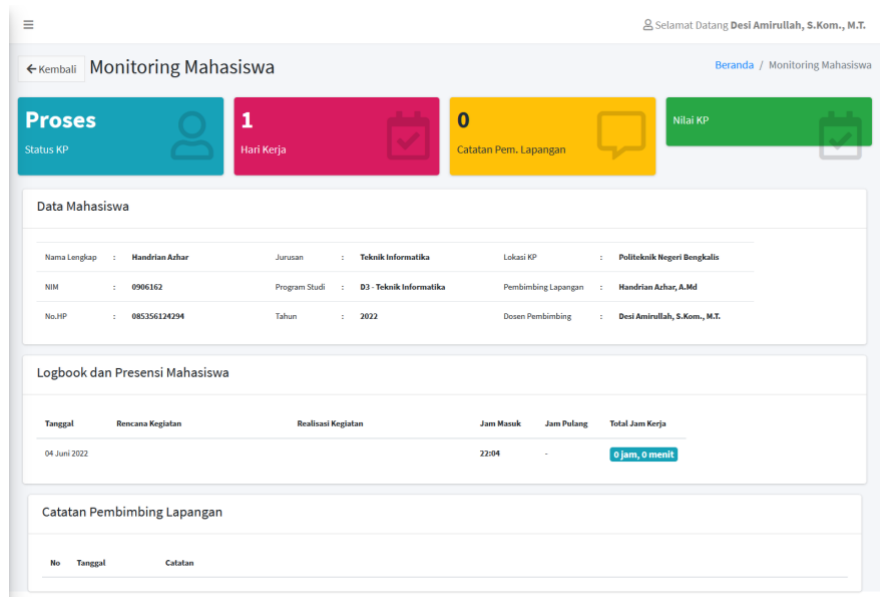 Selamat Datang Desi Amirullah, S.Kom., M.T.
Kembali Monitoring Mahasiswa
Beranda / Monitoring Mahasiswa
Proses
Status KP
1
Hari Kerja
0
Catatan Pem. Lapangan
Nilai KP
Data Mahasiswa
Nama Lengkap : Handrian Azhar Jurusan : Teknik Informatika Lokasi KP : Politeknik Negeri Bengkalis
NIM : 0906162 Program Studi : D3 - Teknik Informatika Pembimbing Lapangan : Handrian Azhar, A.Md
No.HP : 085356124294 Tahun : 2022 Dosen Pembimbing : Desi Amirullah, S.Kom., M.T.
Logbook dan Presensi Mahasiswa
Tanggal Rencana Kegiatan Realisasi Kegiatan Jam Masuk Jam Pulang Total Jam Kerja
04 Juni 2022 22:04 - 0 jam, 0 menit
Catatan Pembimbing Lapangan
No Tanggal Catatan